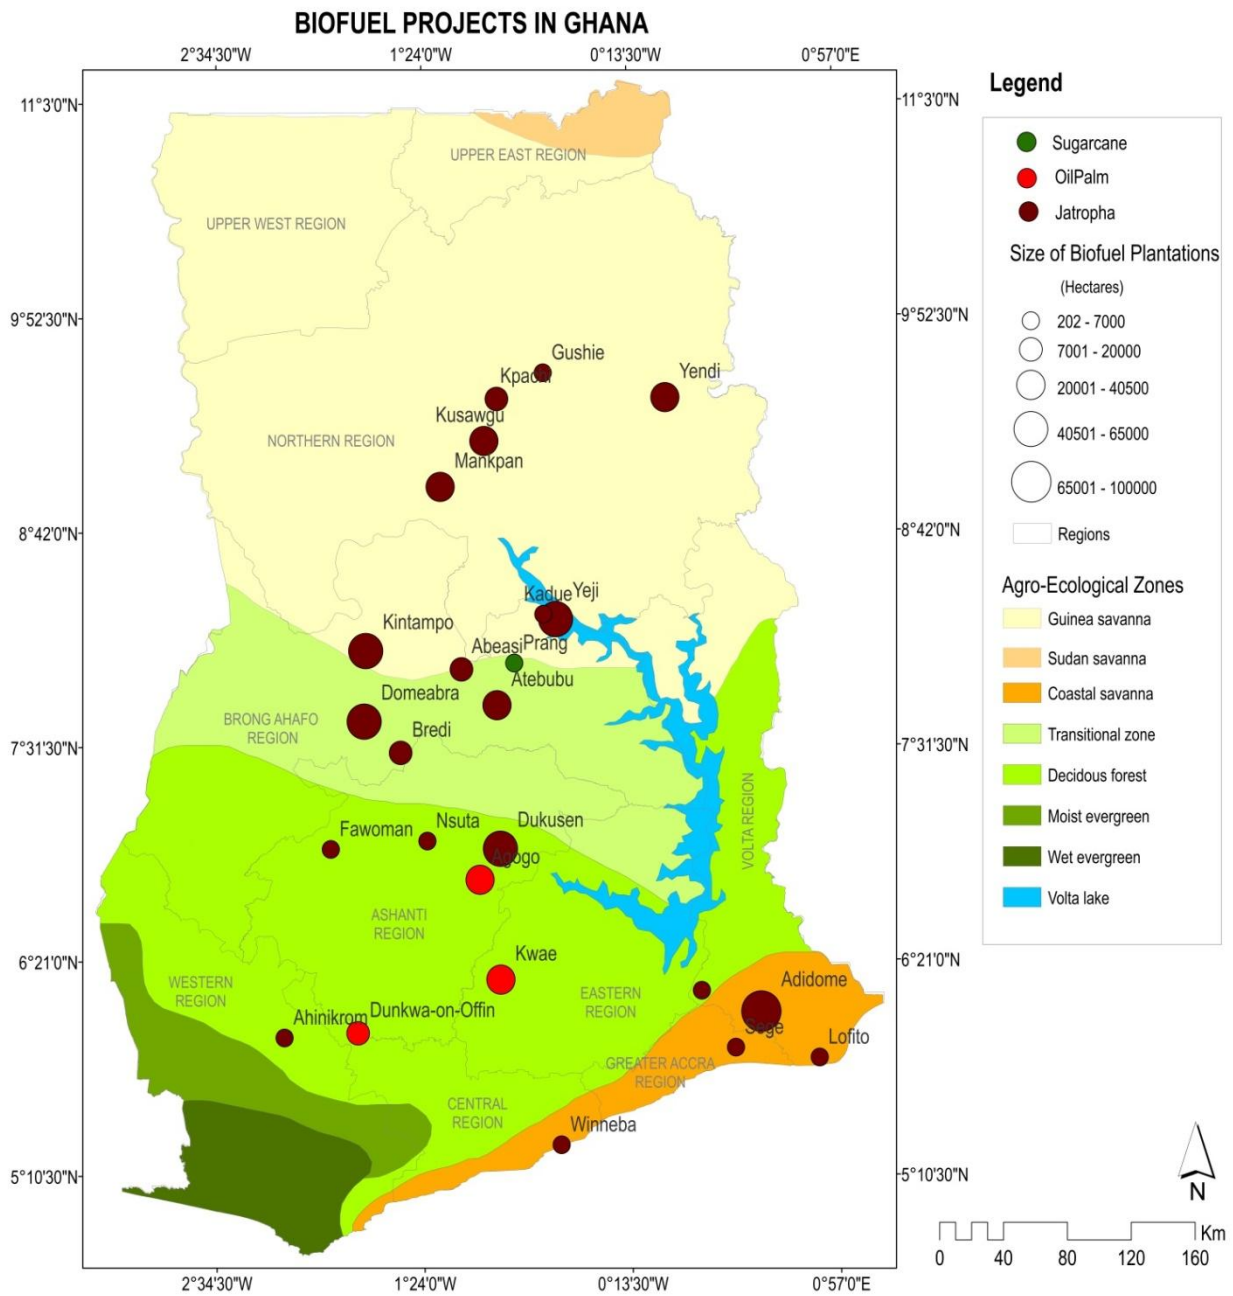 BIOFUEL PROJECTS IN GHANA
2°34'30"W
1°24'0"W
0°13'30"W
0°57'0"E
11°3'0"N
11°3'0"N
9°52'30"N
9°52'30"N
8°42'0"N
8°42'0"N
7°31'30"N
7°31'30"N
6°21'0"N
6°21'0"N
5°10'30"N
5°10'30"N
2°34'30"W
1°24'0"W
0°13'30"W
0°57'0"E
UPPER EAST REGION
UPPER WEST REGION
Gushie
Kpachi
Yendi
Kusawgu
NORTHERN REGION
Mankpan
Kadue
Yeji
Kintampo
Abeasi
Prang
Domeabra
Atebubu
BRONG AHAFO
REGION
Bredi
VOLTA REGION
Fawoman
Nsuta
Dukusen
Agogo
ASHANTI
REGION
Kwae
WESTERN
REGION
EASTERN
REGION
Adidome
Ahinikrom
Dunkwa-on-Offin
Sege
Lofito
GREATER ACCRA
REGION
CENTRAL
REGION
Winneba
Legend
Sugarcane
OilPalm
Jatropha
Size of Biofuel Plantations
(Hectares)
202 - 7000
7001 - 20000
20001 - 40500
40501 - 65000
65001 - 100000
Regions
Agro-Ecological Zones
Guinea savanna
Sudan savanna
Coastal savanna
Transitional zone
Decidous forest
Moist evergreen
Wet evergreen
Volta lake
N
Km
0 40 80 120 160